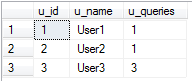 u_id u_name u_queries
1 1 User1 1
2 2 User2 1
3 3 User3 3